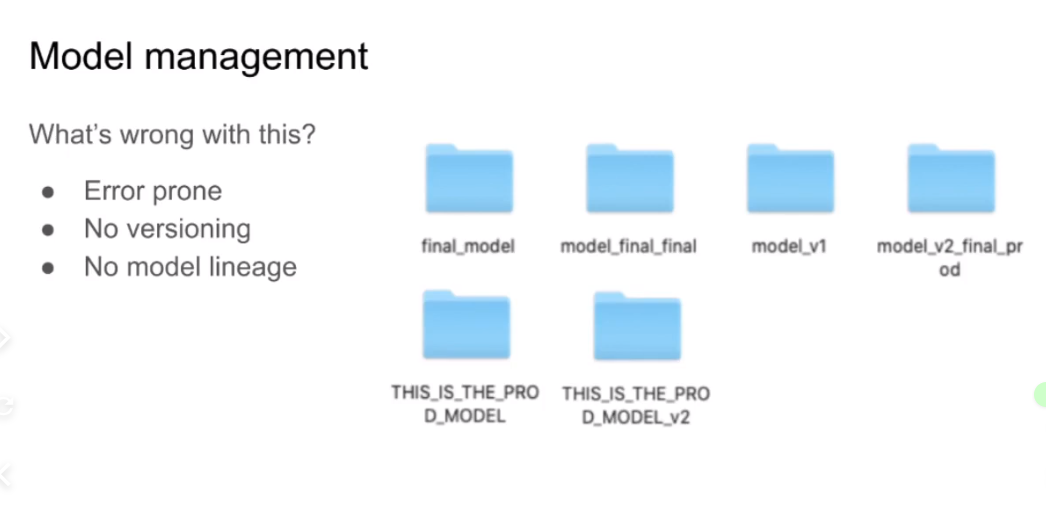 Model management
What's wrong with this?
● Error prone
● No versioning
● No model lineage
final_model
model_final_final
model_v1
model_v2_final_pr
od
THIS_IS_THE_PRO
D_MODEL
THIS_IS_THE_PRO
D_MODEL_v2